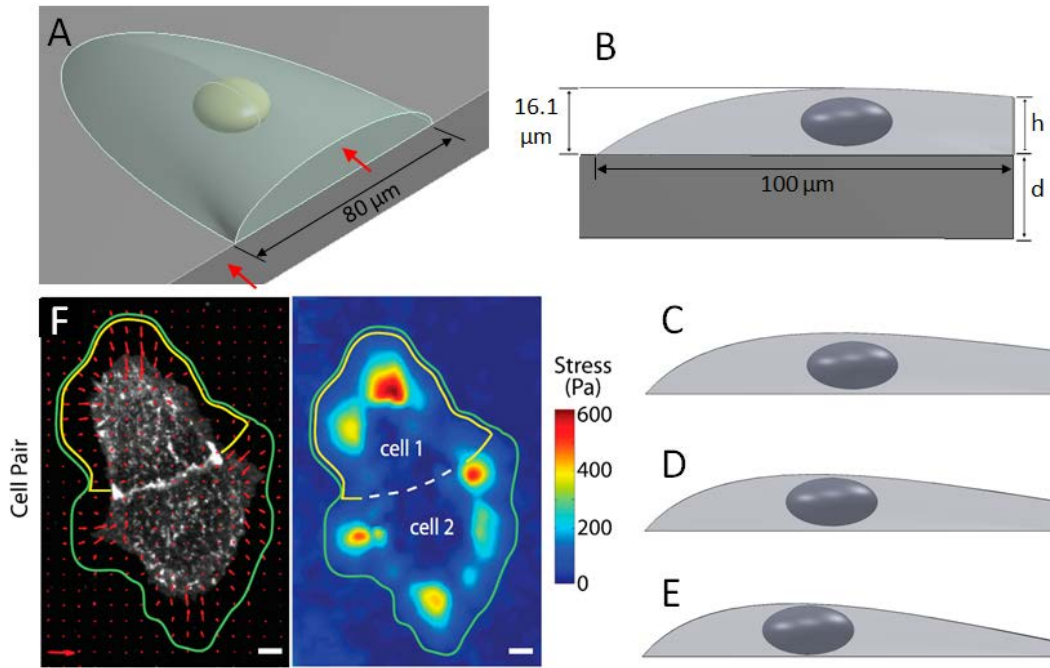 A
80 μm
B
16.1
μm
h
100 μm
d
F
Cell Pair
cell 1
cell 2
Stress
(Pa)
600
400
200
0
C
D
E